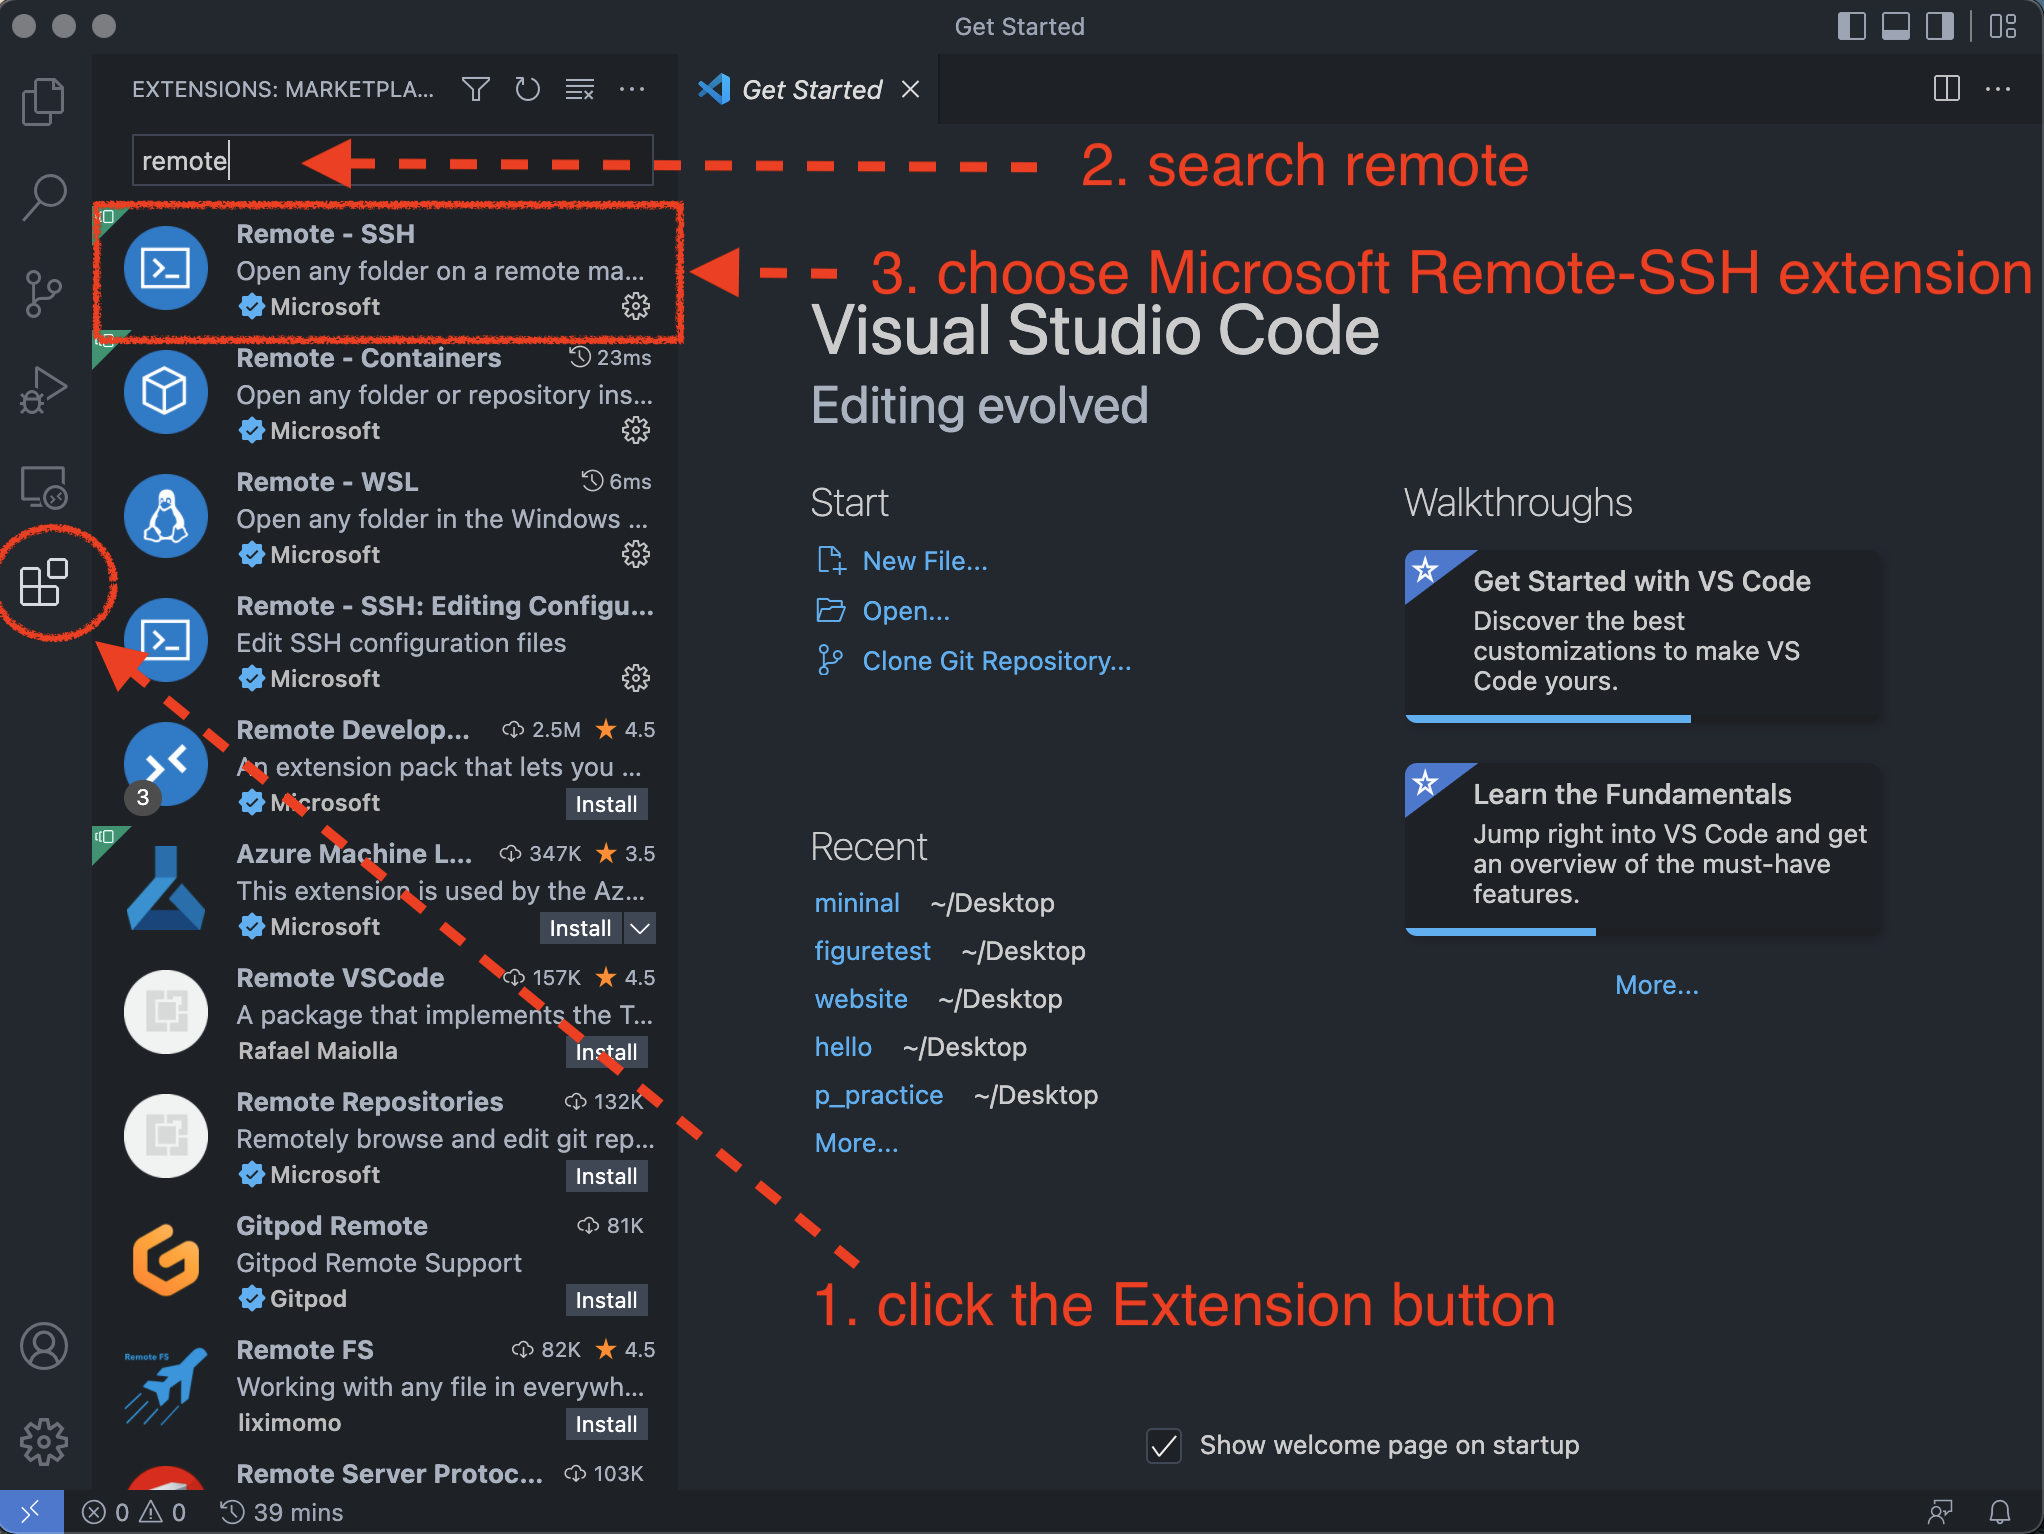 Get Started
EXTENSIONS: MARKETPLA...
Get Started
remote
2. search remote
Remote - SSH
Open any folder on a remote ma...
Microsoft
3. choose Microsoft Remote-SSH extension
Remote - Containers 23ms
Open any folder or repository ins...
Microsoft
Remote - WSL 6ms
Open any folder in the Windows ...
Microsoft
Remote - SSH: Editing Configu...
Edit SSH configuration files
Microsoft
Remote Develop... 2.5M 4.5
An extension pack that lets you ...
3
Microsoft Install
Azure Machine L... 347K 3.5
This extension is used by the Az...
Microsoft Install
Remote VSCode 157K 4.5
A package that implements the T...
Rafael Maiolla Install
Remote Repositories 132K
Remotely browse and edit git rep...
Microsoft Install
Gitpod Remote 81K
Gitpod Remote Support
Gitpod Install
Remote FS
Remote FS 82K 4.5
Working with any file in everywh...
liximomo Install
Remote Server Protoc... 103K
Visual Studio Code
Editing evolved
Start
New File...
Open...
Clone Git Repository...
Recent
mininal ~/Desktop
figuretest ~/Desktop
website ~/Desktop
hello ~/Desktop
p_practice ~/Desktop
More...
Walkthroughs
Get Started with VS Code
Discover the best
customizations to make VS
Code yours.
Learn the Fundamentals
Jump right into VS Code and get
an overview of the must-have
features.
More...
1. click the Extension button
Show welcome page on startup
0 0 39 mins